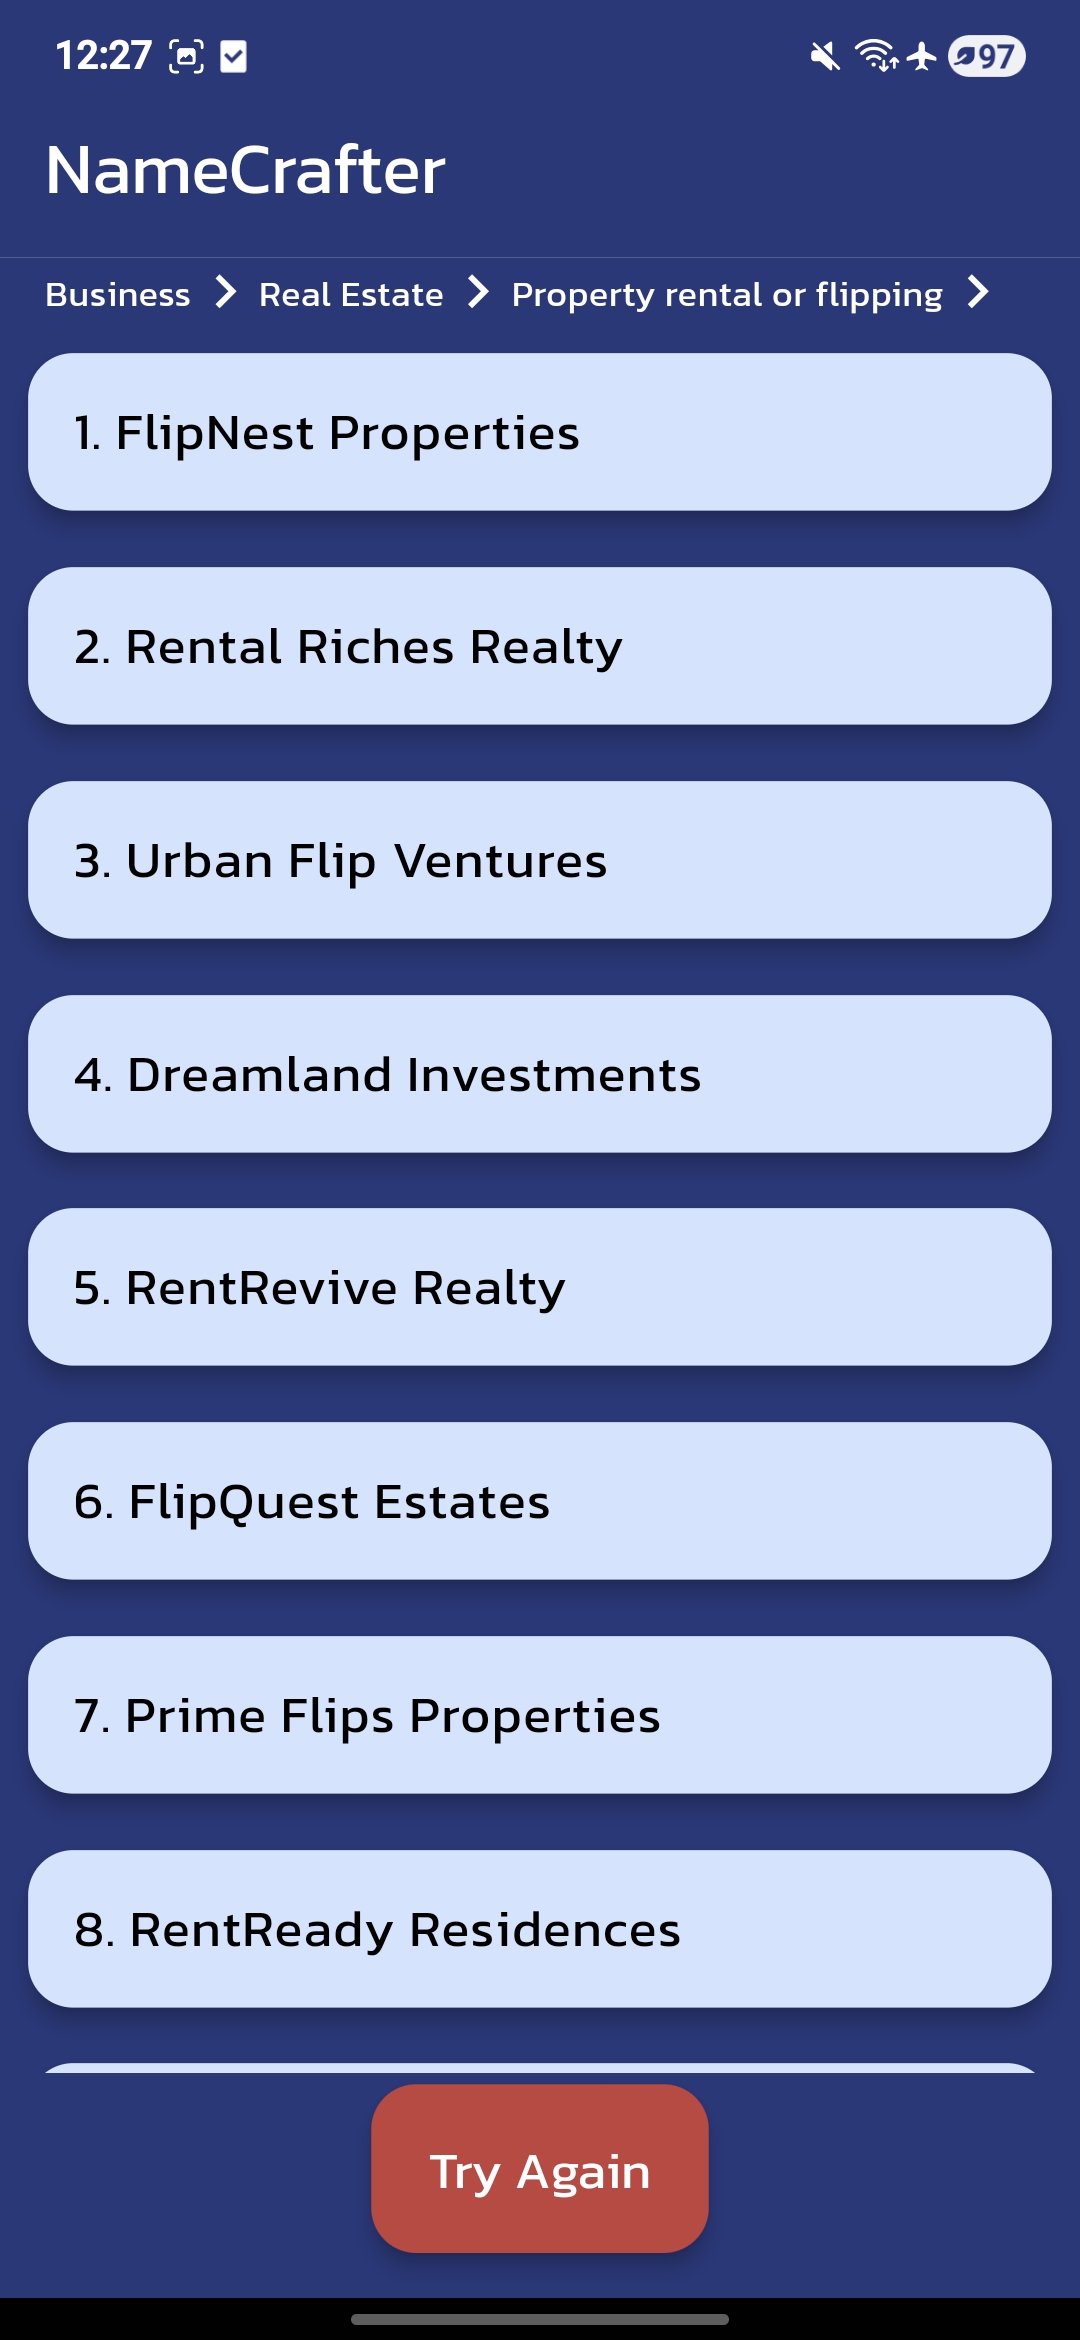 12:27
97
NameCrafter
Business > Real Estate > Property rental or flipping >
1. FlipNest Properties
2. Rental Riches Realty
3. Urban Flip Ventures
4. Dreamland Investments
5. RentRevive Realty
6. FlipQuest Estates
7. Prime Flips Properties
8. RentReady Residences
Try Again